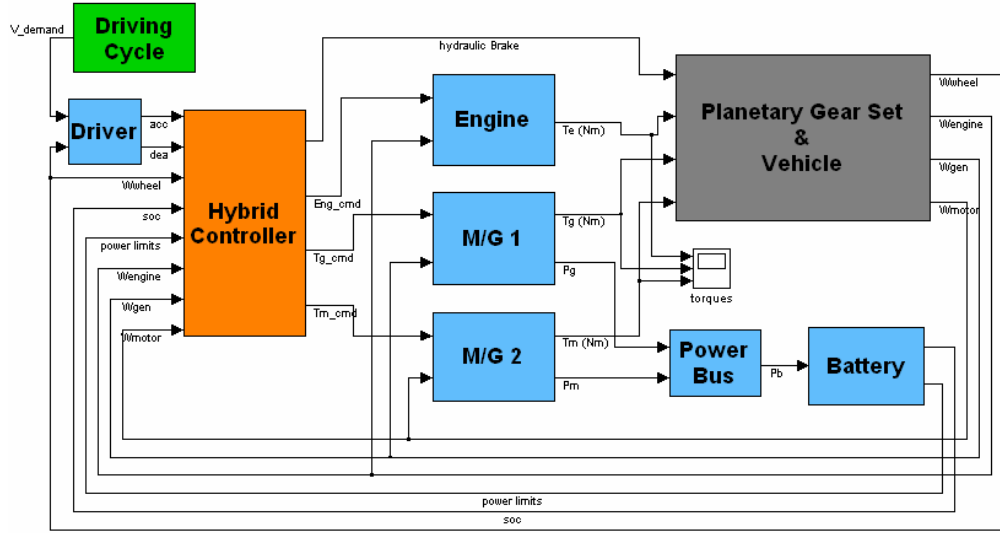 V_demand
Driving
Cycle
hydraulic Brake
Driver
acc
dea
Wwheel
soc
power limits
Wengine
Wgen
Wmotor
Hybrid
Controller
Eng_cmd
Tg_cmd
Tm_cmd
Engine
Te (Nm)
M/G 1
Tg (Nm)
Pg
M/G 2
Tm (Nm)
Pm
Planetary Gear Set
&
Vehicle
Wwheel
Wengine
Wgen
Wmotor
torques
Power
Bus
Pb
Battery
power limits
soc